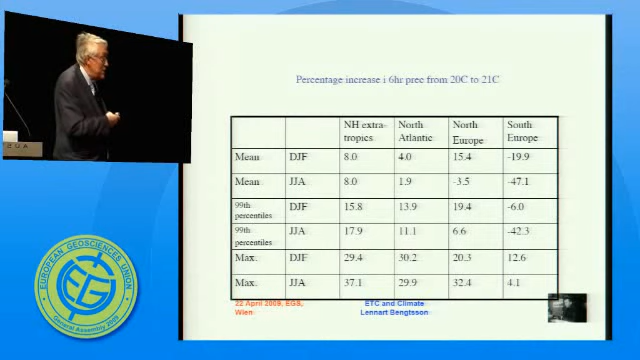 Percentage increase i 6hr prec from 20C to 21C
NH extra-tropics North Atlantic North Europe South Europe
Mean DJF 8.0 4.0 15.4 -19.9
Mean JJA 8.0 1.9 -3.5 -47.1
99th percentiles DJF 15.8 13.9 19.4 -6.0
99th percentiles JJA 17.9 11.1 6.6 -42.3
Max. DJF 29.4 30.2 20.3 12.6
Max. JJA 37.1 29.9 32.4 4.1
22 April 2009, EGS, Wien
ETC and Climate
Lennart Bengtsson
EUROPEAN GEOSCIENCES UNION
EGU
General Assembly 2009